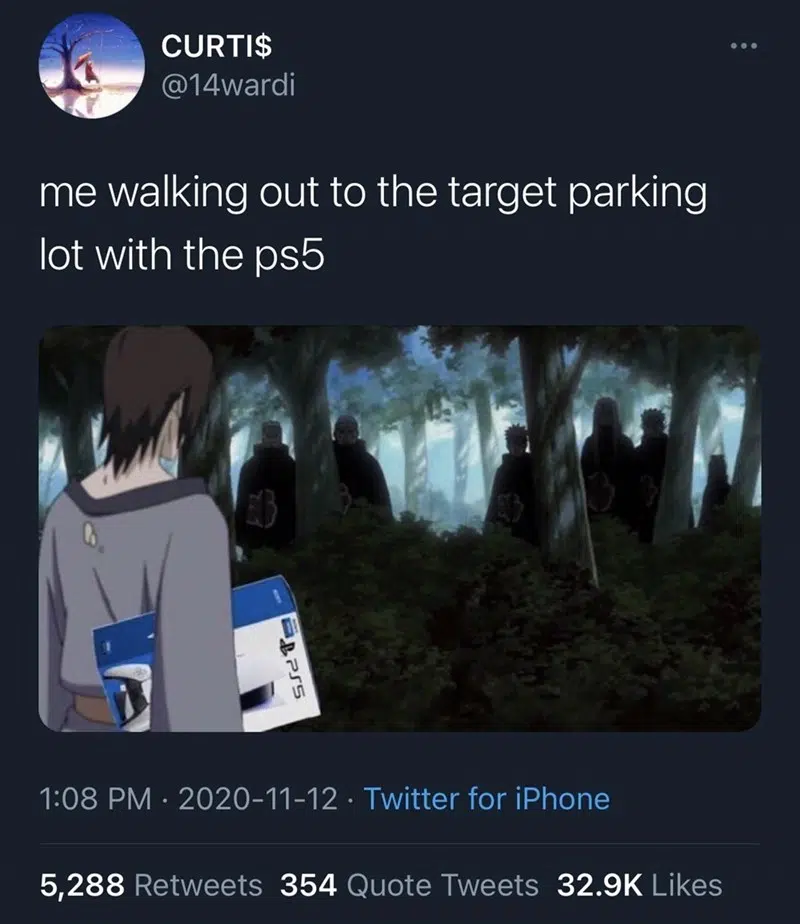 CURTI$
@14wardi
me walking out to the target parking
lot with the ps5
PS5
1:08 PM · 2020-11-12 · Twitter for iPhone
5,288 Retweets 354 Quote Tweets 32.9K Likes